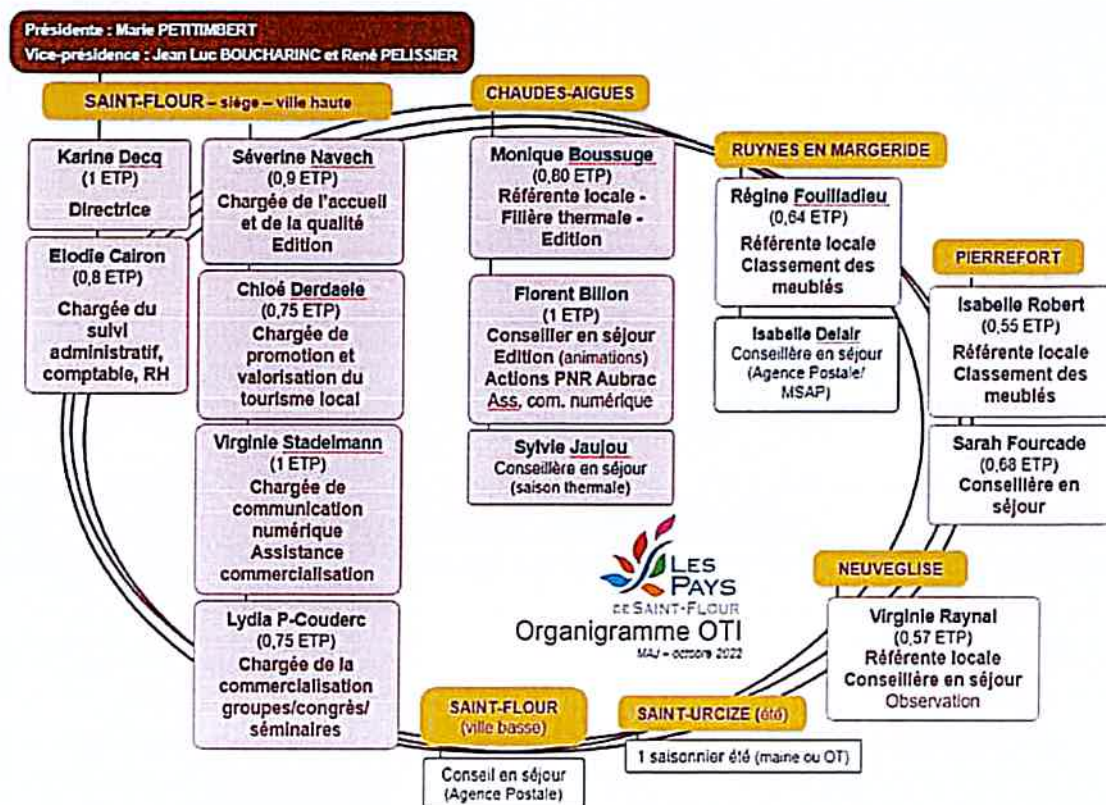 Présidente : Marie PETITIMBERT
Vice-présidence : Jean Luc BOUCHARINC et René PELISSIER
SAINT-FLOUR – siège – ville haute
Karine Decq
(1 ETP)
Directrice
Elodie Cairon
(0,8 ETP)
Chargée du
suivi
administratif,
comptable, RH
Séverine Navech
(0,9 ETP)
Chargée de l'accueil
et de la qualité
Edition
Chloé Derdaele
(0,75 ETP)
Chargée de
promotion et
valorisation du
tourisme local
Virginie Stadelmann
(1 ETP)
Chargée de
communication
numérique
Assistance
commercialisation
Lydia P-Couderc
(0,75 ETP)
Chargée de la
commercialisation
groupes/congrès/
séminaires
CHAUDES-AIGUES
Monique Boussuge
(0,80 ETP)
Référente locale -
Filière thermale -
Edition
Florent Billon
(1 ETP)
Conseiller en séjour
Edition (animations)
Actions PNR Aubrac
Ass, com. numérique
Sylvie Jaujou
Conseillère en séjour
(saison thermale)
RUYNES EN MARGERIDE
Régine Fouilladieu
(0,64 ETP)
Référente locale
Classement des
meublés
Isabelle Delair
Conseillère en séjour
(Agence Postale/
MSAP)
PIERREFORT
Isabelle Robert
(0,55 ETP)
Référente locale
Classement des
meublés
Sarah Fourcade
(0,68 ETP)
Conseillère en
séjour
NEUVEGLISE
Virginie Raynal
(0,57 ETP)
Référente locale
Conseillère en séjour
Observation
SAINT-URCIZE (été)
1 saisonnier été (mairie ou OT)
SAINT-FLOUR
(ville basse)
Conseil en séjour
(Agence Postale)
LES
PAYS
DE SAINT-FLOUR
Organigramme OTI
MAJ – octobre 2022